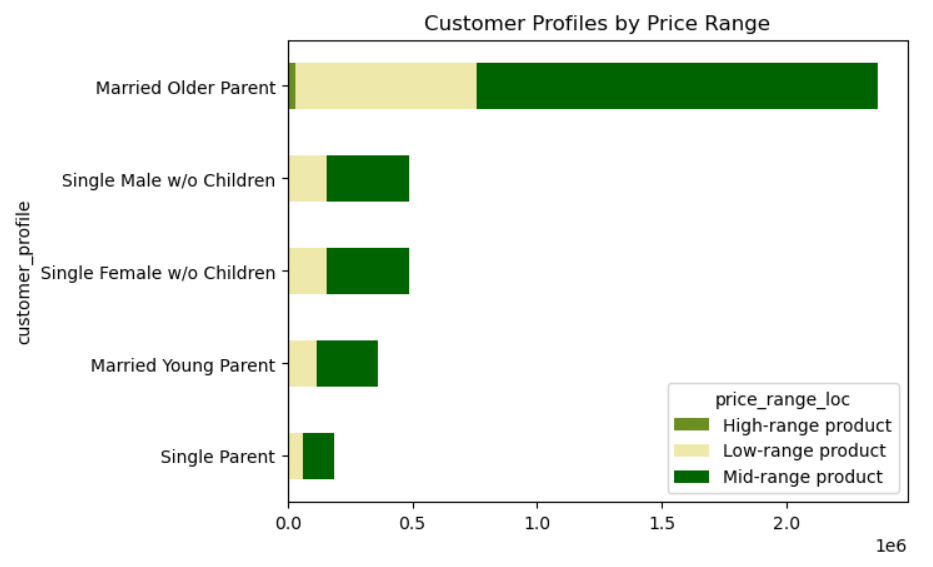 Customer Profiles by Price Range
customer_profile
Married Older Parent
Single Male w/o Children
Single Female w/o Children
Married Young Parent
Single Parent
price_range_loc
High-range product
Low-range product
Mid-range product
0.0 0.5 1.0 1.5 2.0
1e6